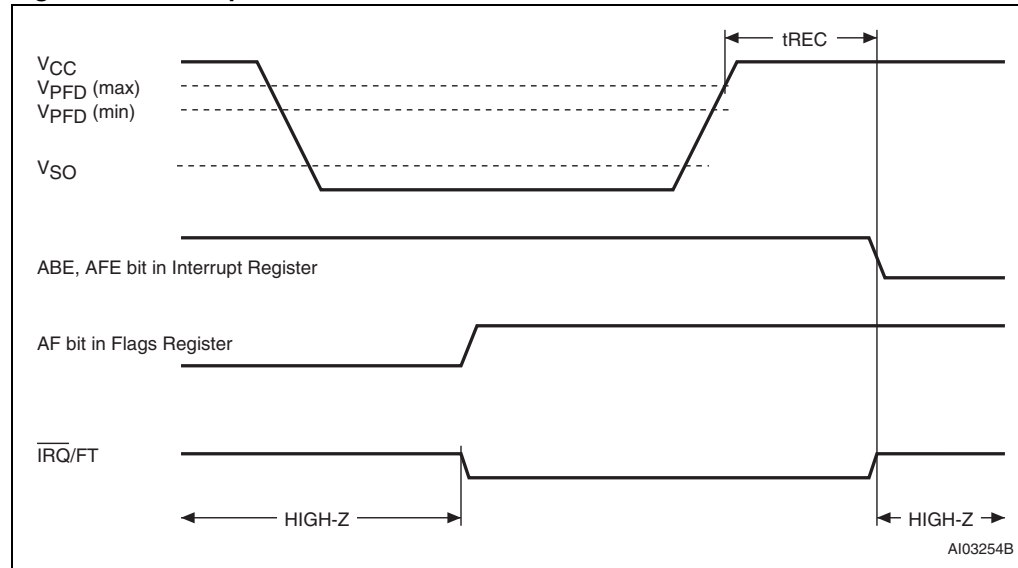 tREC
VCC
VPFD (max)
VPFD (min)
VSO
ABE, AFE bit in Interrupt Register
AF bit in Flags Register
IRQ/FT
HIGH-Z
HIGH-Z
AI03254B